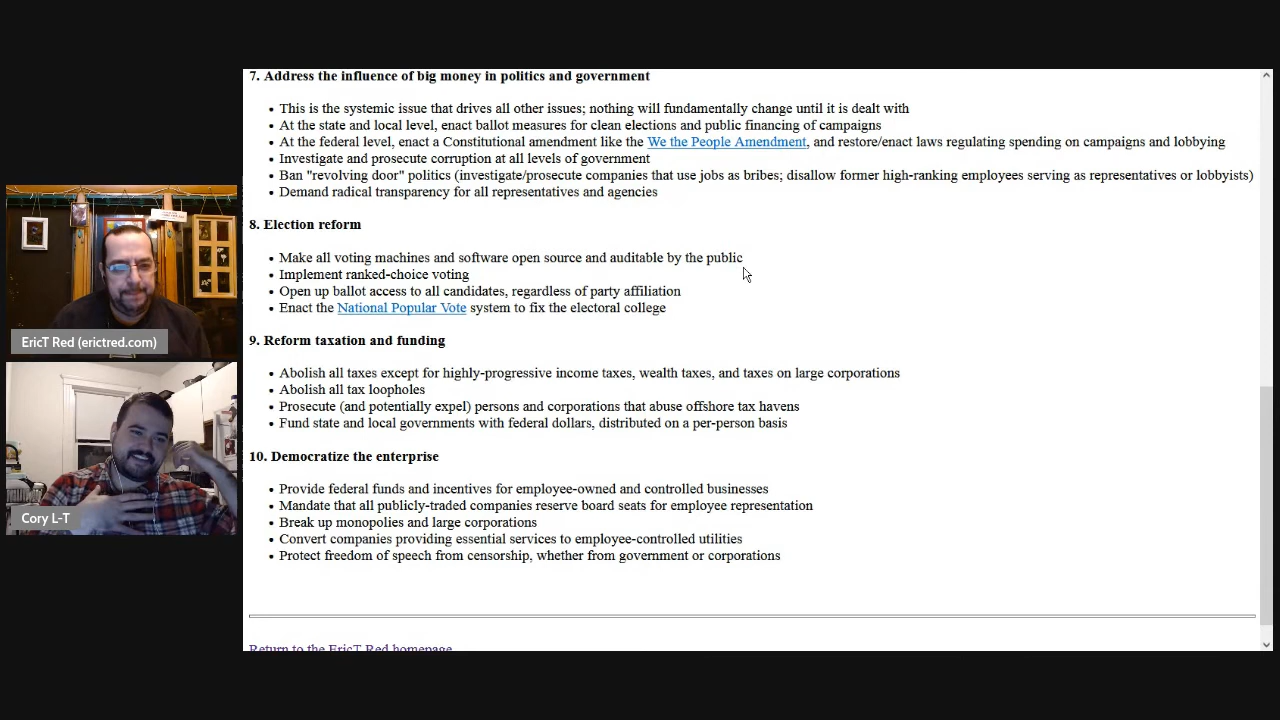 7. Address the influence of big money in politics and government
This is the systemic issue that drives all other issues; nothing will fundamentally change until it is dealt with
At the state and local level, enact ballot measures for clean elections and public financing of campaigns
At the federal level, enact a Constitutional amendment like the We the People Amendment, and restore/enact laws regulating spending on campaigns and lobbying
Investigate and prosecute corruption at all levels of government
Ban "revolving door" politics (investigate/prosecute companies that use jobs as bribes; disallow former high-ranking employees serving as representatives or lobbyists)
Demand radical transparency for all representatives and agencies
8. Election reform
Make all voting machines and software open source and auditable by the public
Implement ranked-choice voting
Open up ballot access to all candidates, regardless of party affiliation
Enact the National Popular Vote system to fix the electoral college
9. Reform taxation and funding
Abolish all taxes except for highly-progressive income taxes, wealth taxes, and taxes on large corporations
Abolish all tax loopholes
Prosecute (and potentially expel) persons and corporations that abuse offshore tax havens
Fund state and local governments with federal dollars, distributed on a per-person basis
10. Democratize the enterprise
Provide federal funds and incentives for employee-owned and controlled businesses
Mandate that all publicly-traded companies reserve board seats for employee representation
Break up monopolies and large corporations
Convert companies providing essential services to employee-controlled utilities
Protect freedom of speech from censorship, whether from government or corporations
Return to the EricT Red homepage
EricT Red (erictred.com)
Cory L-T